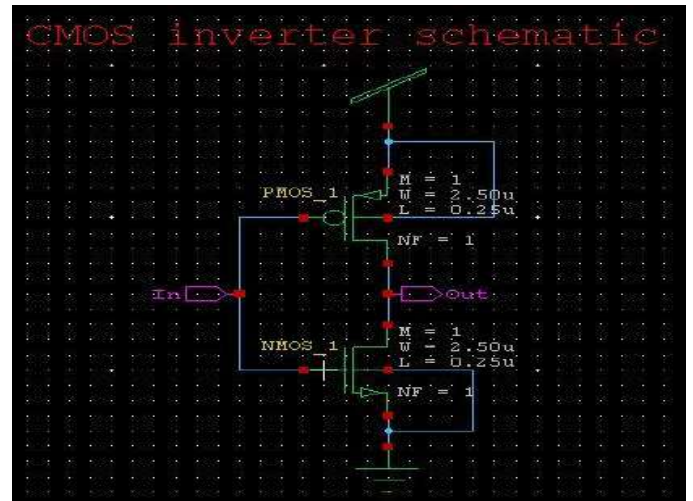 CMOS inverter schematic
PMOS_1
M = 1
W = 2.50u
L = 0.25u
NF = 1
In
Out
NMOS_1
M = 1
W = 2.50u
L = 0.25u
NF = 1